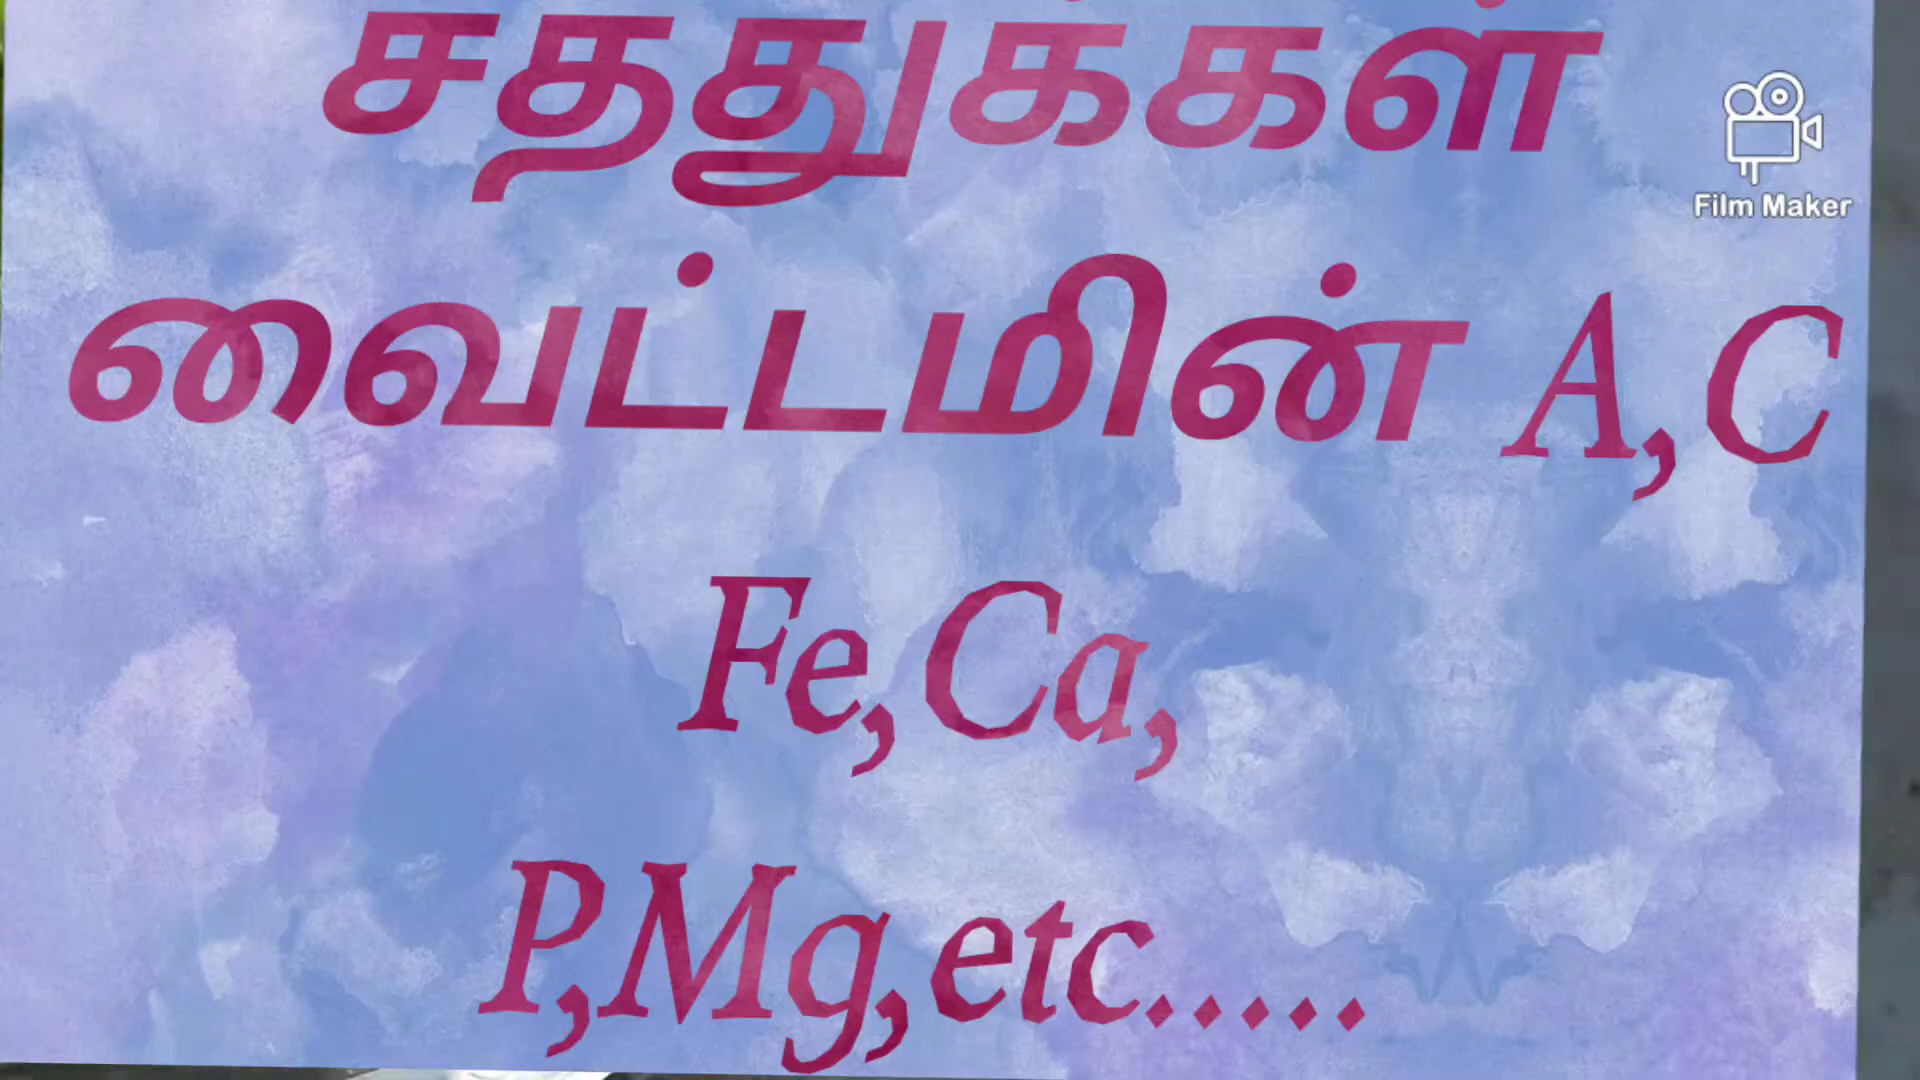 சத்துக்கள்
வைட்டமின் A,C
Fe,Ca,
P,Mg,etc.....
Film Maker